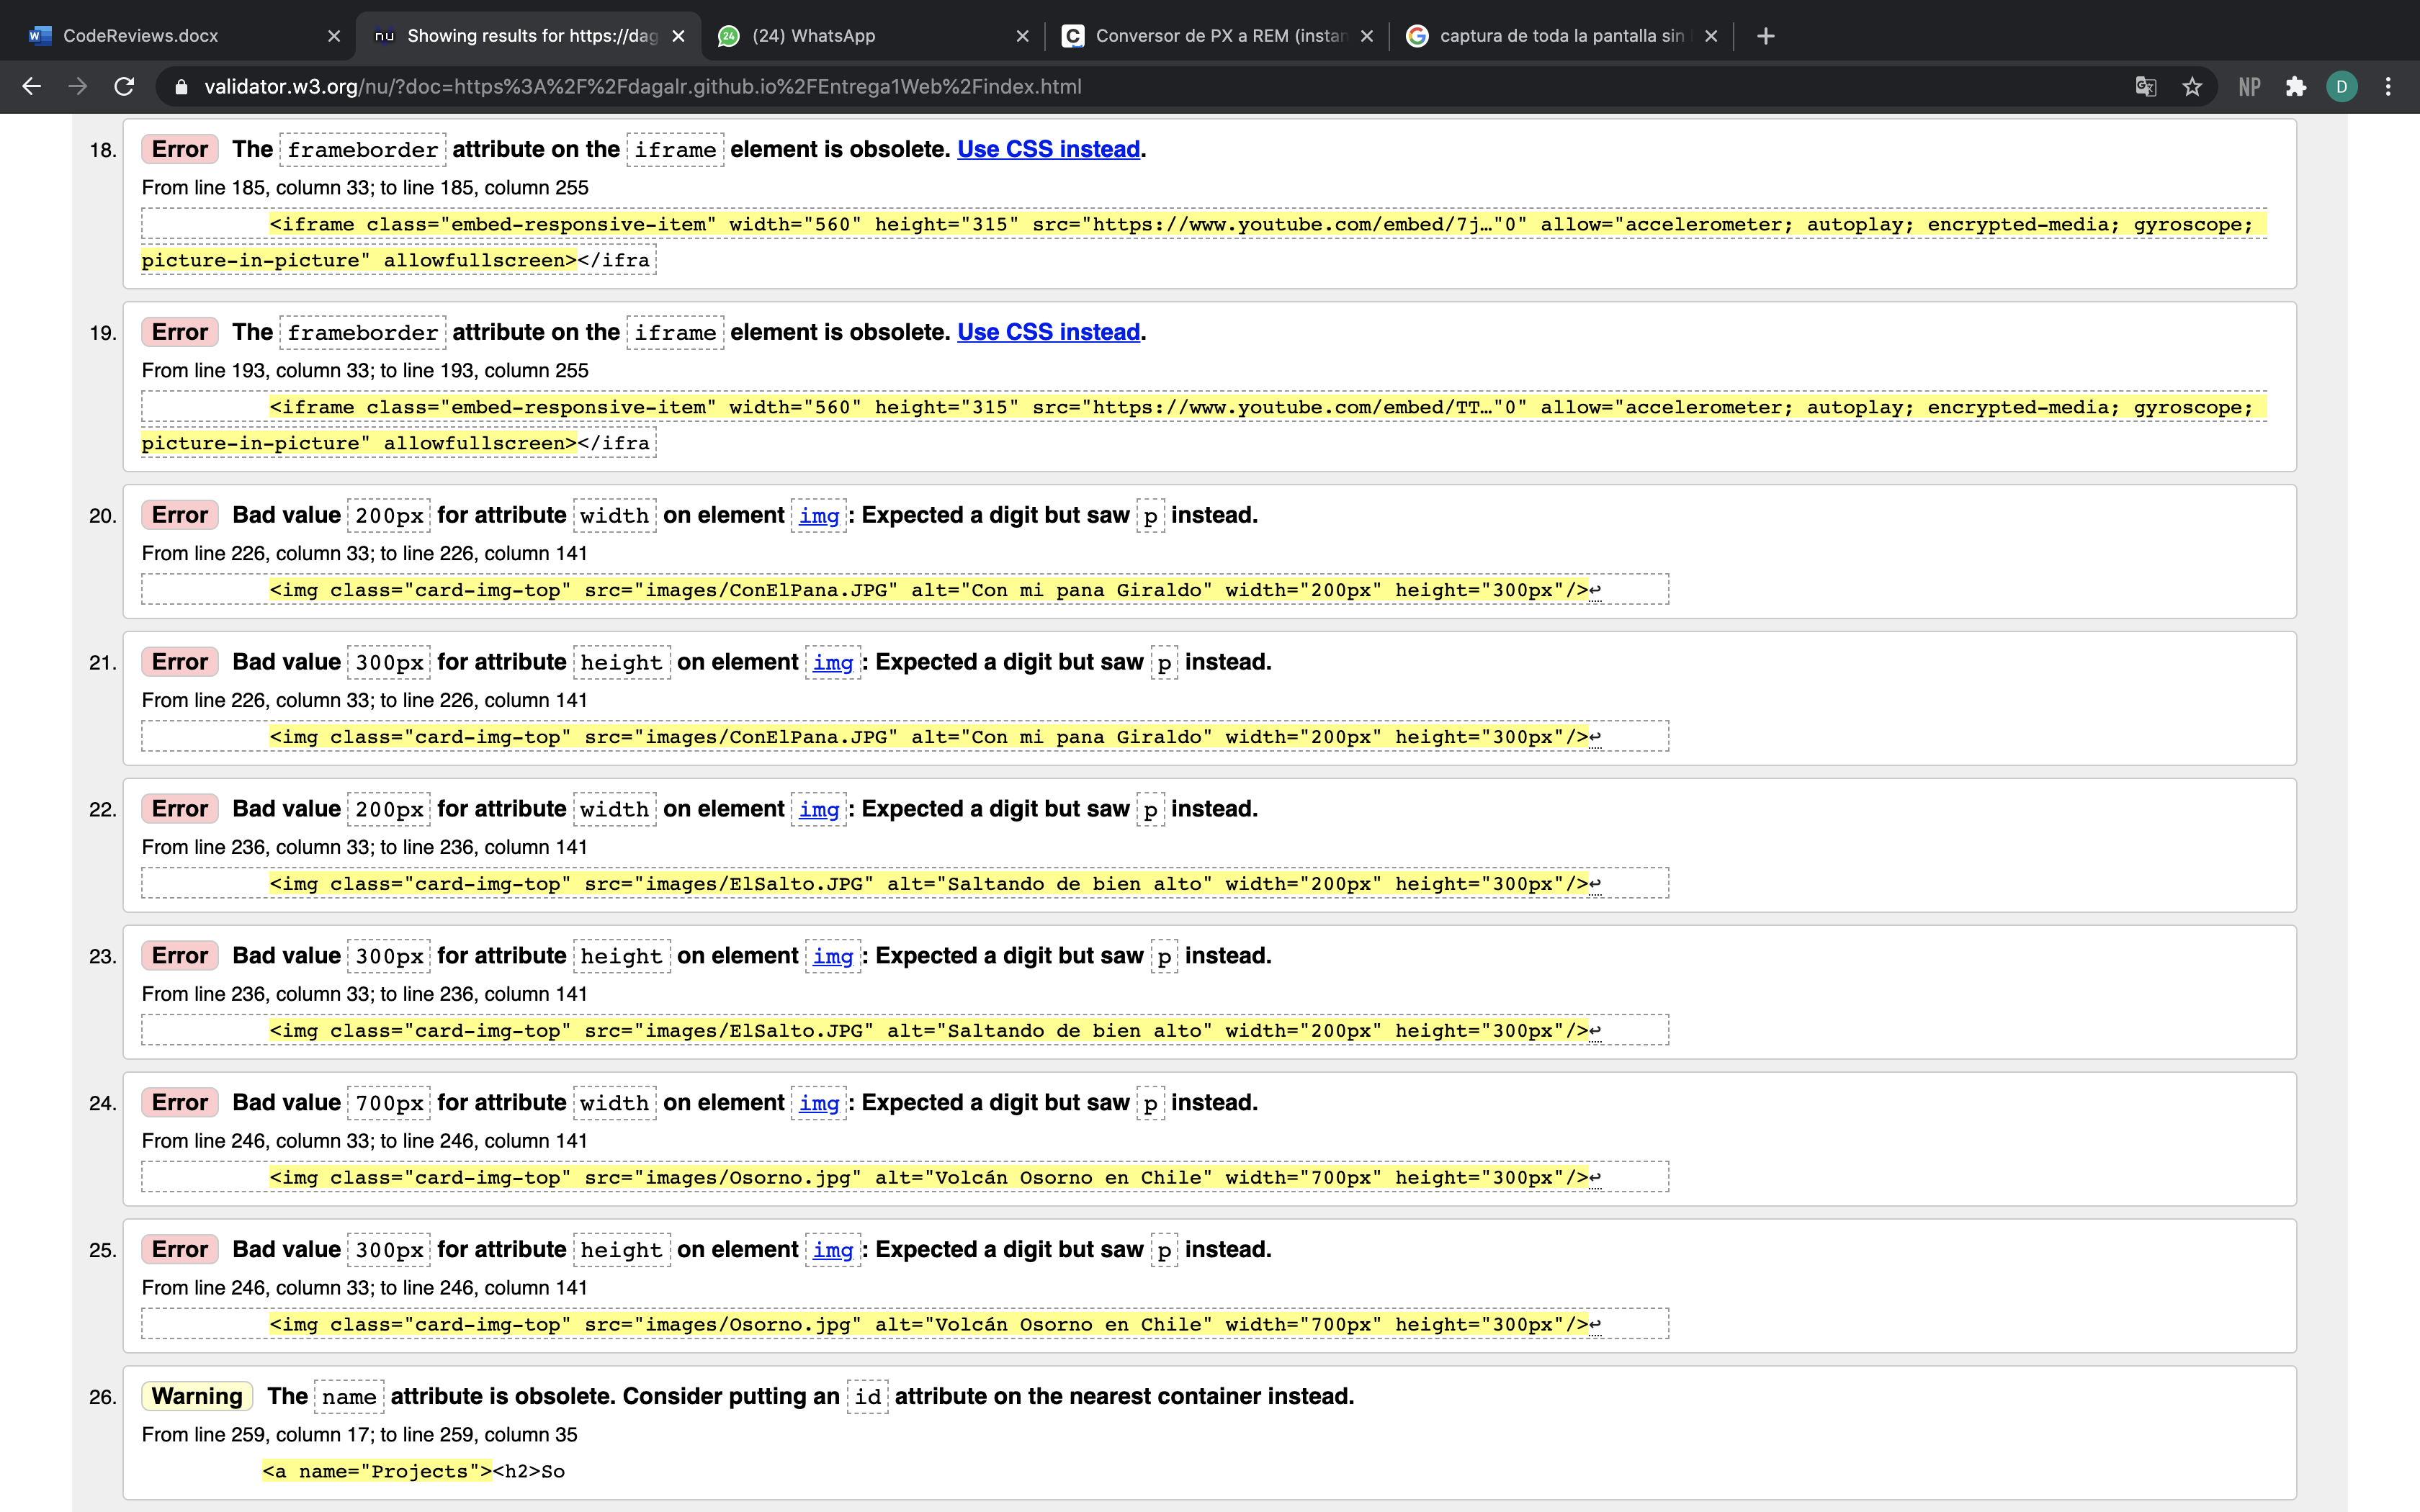 CodeReviews.docx
Showing results for https://dag
(24) WhatsApp
Conversor de PX a REM (instan
captura de toda la pantalla sin
validator.w3.org/nu/?doc=https%3A%2F%2Fdagalr.github.io%2FEntrega1Web%2Findex.html
NP
D
18. Error The frameborder attribute on the iframe element is obsolete. Use CSS instead.
From line 185, column 33; to line 185, column 255
<iframe class="embed-responsive-item" width="560" height="315" src="https://www.youtube.com/embed/7j…"0" allow="accelerometer; autoplay; encrypted-media; gyroscope;
picture-in-picture" allowfullscreen></ifra
19. Error The frameborder attribute on the iframe element is obsolete. Use CSS instead.
From line 193, column 33; to line 193, column 255
<iframe class="embed-responsive-item" width="560" height="315" src="https://www.youtube.com/embed/TT…"0" allow="accelerometer; autoplay; encrypted-media; gyroscope;
picture-in-picture" allowfullscreen></ifra
20. Error Bad value 200px for attribute width on element img: Expected a digit but saw p instead.
From line 226, column 33; to line 226, column 141
<img class="card-img-top" src="images/ConElPana.JPG" alt="Con mi pana Giraldo" width="200px" height="300px"/>↩
21. Error Bad value 300px for attribute height on element img: Expected a digit but saw p instead.
From line 226, column 33; to line 226, column 141
<img class="card-img-top" src="images/ConElPana.JPG" alt="Con mi pana Giraldo" width="200px" height="300px"/>↩
22. Error Bad value 200px for attribute width on element img: Expected a digit but saw p instead.
From line 236, column 33; to line 236, column 141
<img class="card-img-top" src="images/ElSalto.JPG" alt="Saltando de bien alto" width="200px" height="300px"/>↩
23. Error Bad value 300px for attribute height on element img: Expected a digit but saw p instead.
From line 236, column 33; to line 236, column 141
<img class="card-img-top" src="images/ElSalto.JPG" alt="Saltando de bien alto" width="200px" height="300px"/>↩
24. Error Bad value 700px for attribute width on element img: Expected a digit but saw p instead.
From line 246, column 33; to line 246, column 141
<img class="card-img-top" src="images/Osorno.jpg" alt="Volcán Osorno en Chile" width="700px" height="300px"/>↩
25. Error Bad value 300px for attribute height on element img: Expected a digit but saw p instead.
From line 246, column 33; to line 246, column 141
<img class="card-img-top" src="images/Osorno.jpg" alt="Volcán Osorno en Chile" width="700px" height="300px"/>↩
26. Warning The name attribute is obsolete. Consider putting an id attribute on the nearest container instead.
From line 259, column 17; to line 259, column 35
<a name="Projects"><h2>So